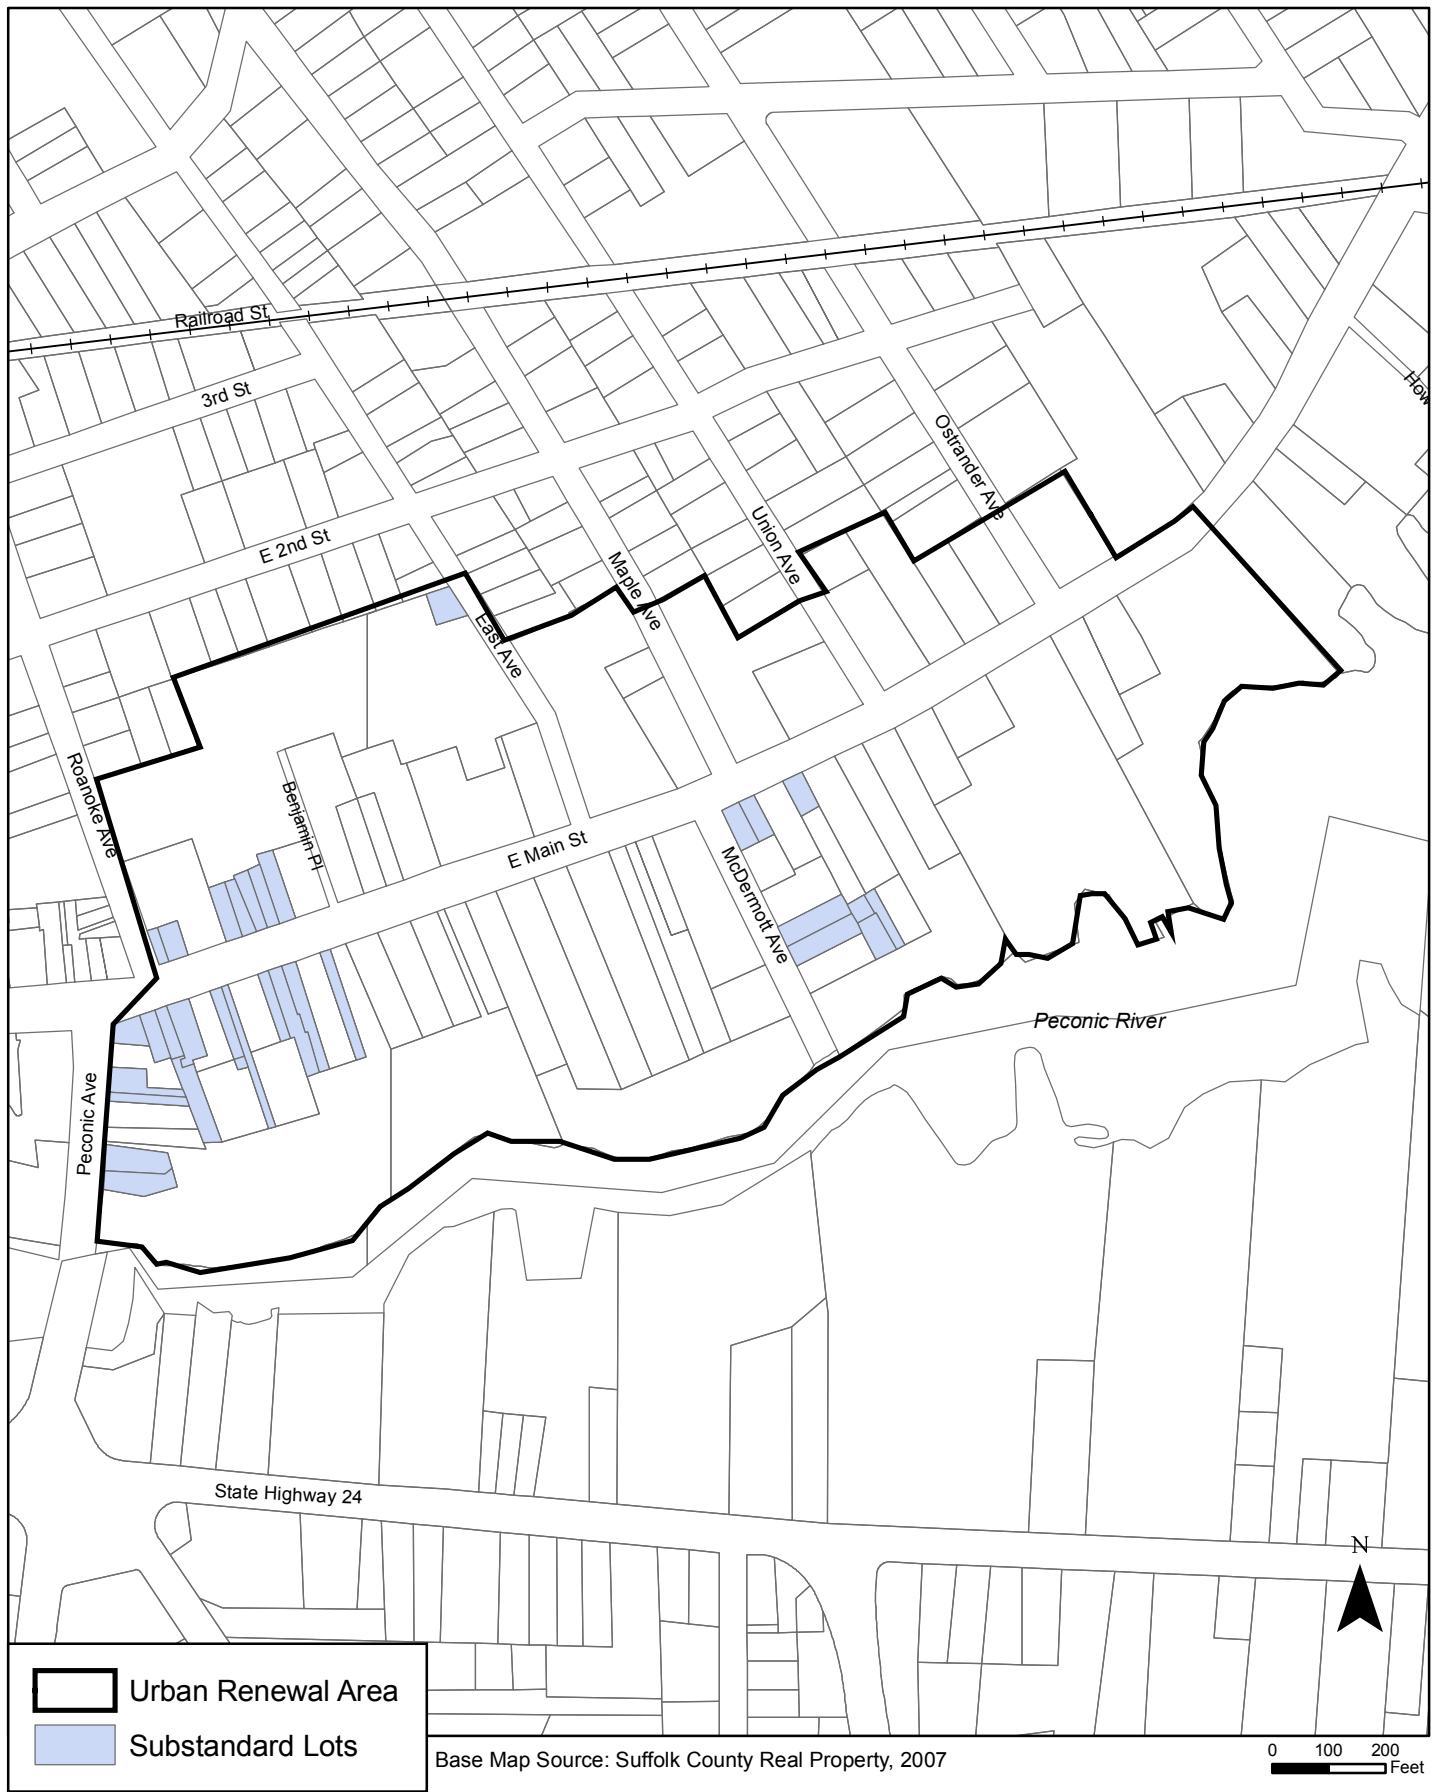 Railroad St
3rd St
How
Ostrander Ave
Union Ave
E 2nd St
Maple Ave
East Ave
Roanoke Ave
Benjamin Pl
E Main St
McDermott Ave
Peconic River
Peconic Ave
State Highway 24
N
Urban Renewal Area
Substandard Lots
Base Map Source: Suffolk County Real Property, 2007
0 100 200
Feet